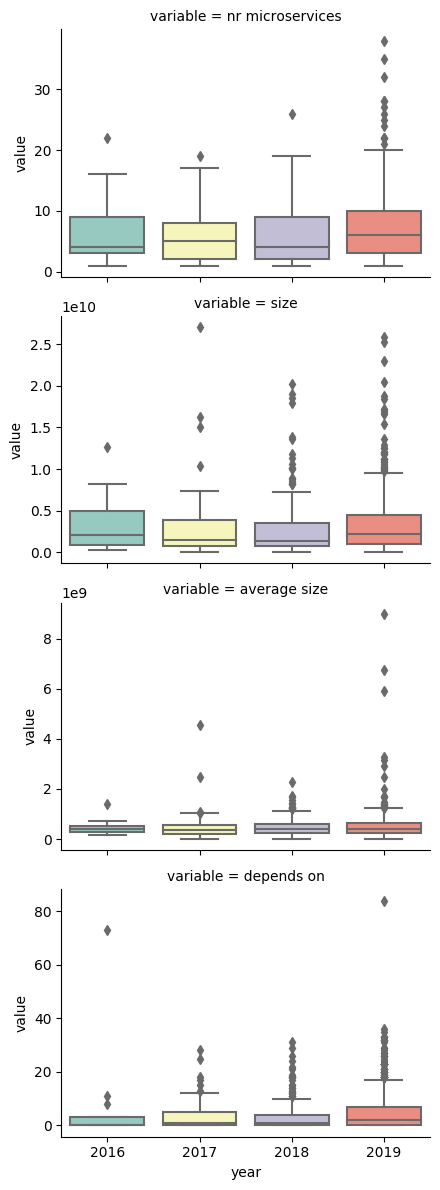 variable = nr microservices
30
20
10
0
value
1e10
variable = size
2.5
2.0
1.5
1.0
0.5
0.0
value
1e9
variable = average size
8
6
4
2
0
value
variable = depends on
80
60
40
20
0
value
2016 2017 2018 2019
year